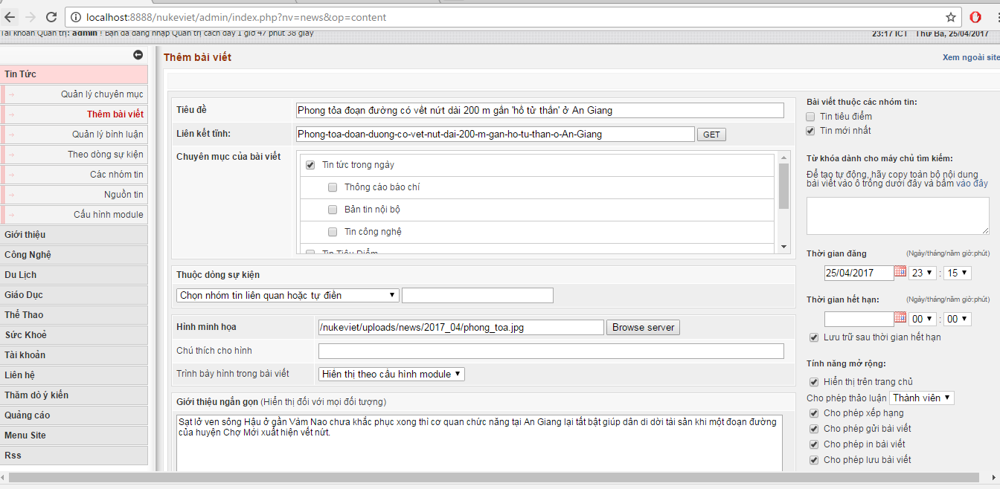 localhost:8888/nukeviet/admin/index.php?nv=news&op=content
Tài khoản Quản trị: admin ! Bạn đã đăng nhập Quản trị cách đây 1 giờ 47 phút 38 giây
23:17 ICT Thứ Ba, 25/04/2017
Tin Tức
Quản lý chuyên mục
Thêm bài viết
Quản lý bình luận
Theo dòng sự kiện
Các nhóm tin
Nguồn tin
Cấu hình module
Giới thiệu
Công Nghệ
Du Lịch
Giáo Dục
Thể Thao
Sức Khoẻ
Tài khoản
Liên hệ
Thăm dò ý kiến
Quảng cáo
Menu Site
Rss
Thêm bài viết
Xem ngoài site
Tiêu đề
Phong tỏa đoạn đường có vết nứt dài 200 m gần 'hố tử thần' ở An Giang
Liên kết tĩnh:
Phong-toa-doan-duong-co-vet-nut-dai-200-m-gan-ho-tu-than-o-An-Giang
GET
Chuyên mục của bài viết
Tin tức trong ngày
Thông cáo báo chí
Bản tin nội bộ
Tin công nghệ
Tin Tiêu Điểm
Thuộc dòng sự kiện
Chọn nhóm tin liên quan hoặc tự điền
Hình minh họa
/nukeviet/uploads/news/2017_04/phong_toa.jpg
Browse server
Chú thích cho hình
Trình bày hình trong bài viết
Hiển thị theo cấu hình module
Giới thiệu ngắn gọn (Hiển thị đối với mọi đối tượng)
Sạt lở ven sông Hậu ở gần Vàm Nao chưa khắc phục xong thì cơ quan chức năng tại An Giang lại tất bật giúp dân di dời tài sản khi một đoạn đường
của huyện Chợ Mới xuất hiện vết nứt.
Bài viết thuộc các nhóm tin:
Tin tiêu điểm
Tin mới nhất
Từ khóa dành cho máy chủ tìm kiếm:
Để tạo tự động, hãy copy toàn bộ nội dung
bài viết vào ô trống dưới đây và bấm vào đây
Thời gian đăng
(Ngày/tháng/năm giờ:phút)
25/04/2017 23 : 15
Thời gian hết hạn:
(Ngày/tháng/năm giờ:phút)
00 : 00
Lưu trữ sau thời gian hết hạn
Tính năng mở rộng:
Hiển thị trên trang chủ
Cho phép thảo luận Thành viên
Cho phép xếp hạng
Cho phép gửi bài viết
Cho phép in bài viết
Cho phép lưu bài viết